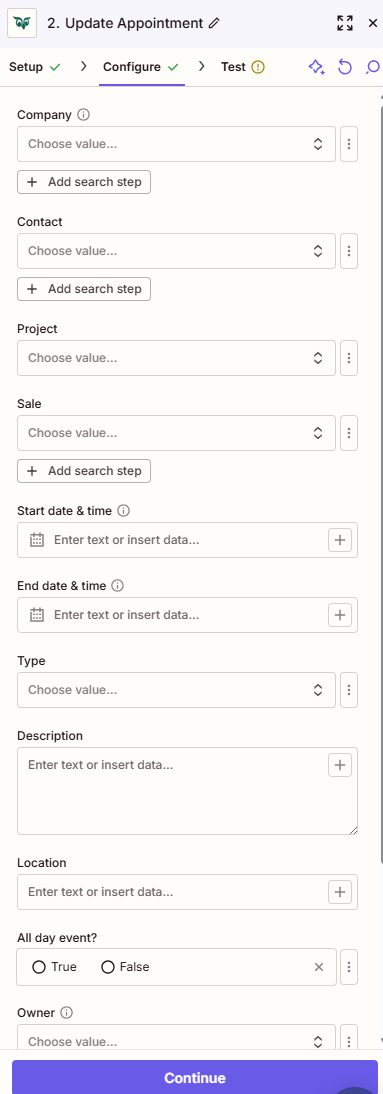 2. Update Appointment
Setup Configure Test
Company
Choose value...
+ Add search step
Contact
Choose value...
+ Add search step
Project
Choose value...
Sale
Choose value...
+ Add search step
Start date & time
Enter text or insert data...
End date & time
Enter text or insert data...
Type
Choose value...
Description
Enter text or insert data...
Location
Enter text or insert data...
All day event?
True False
Owner
Choose value...
Continue